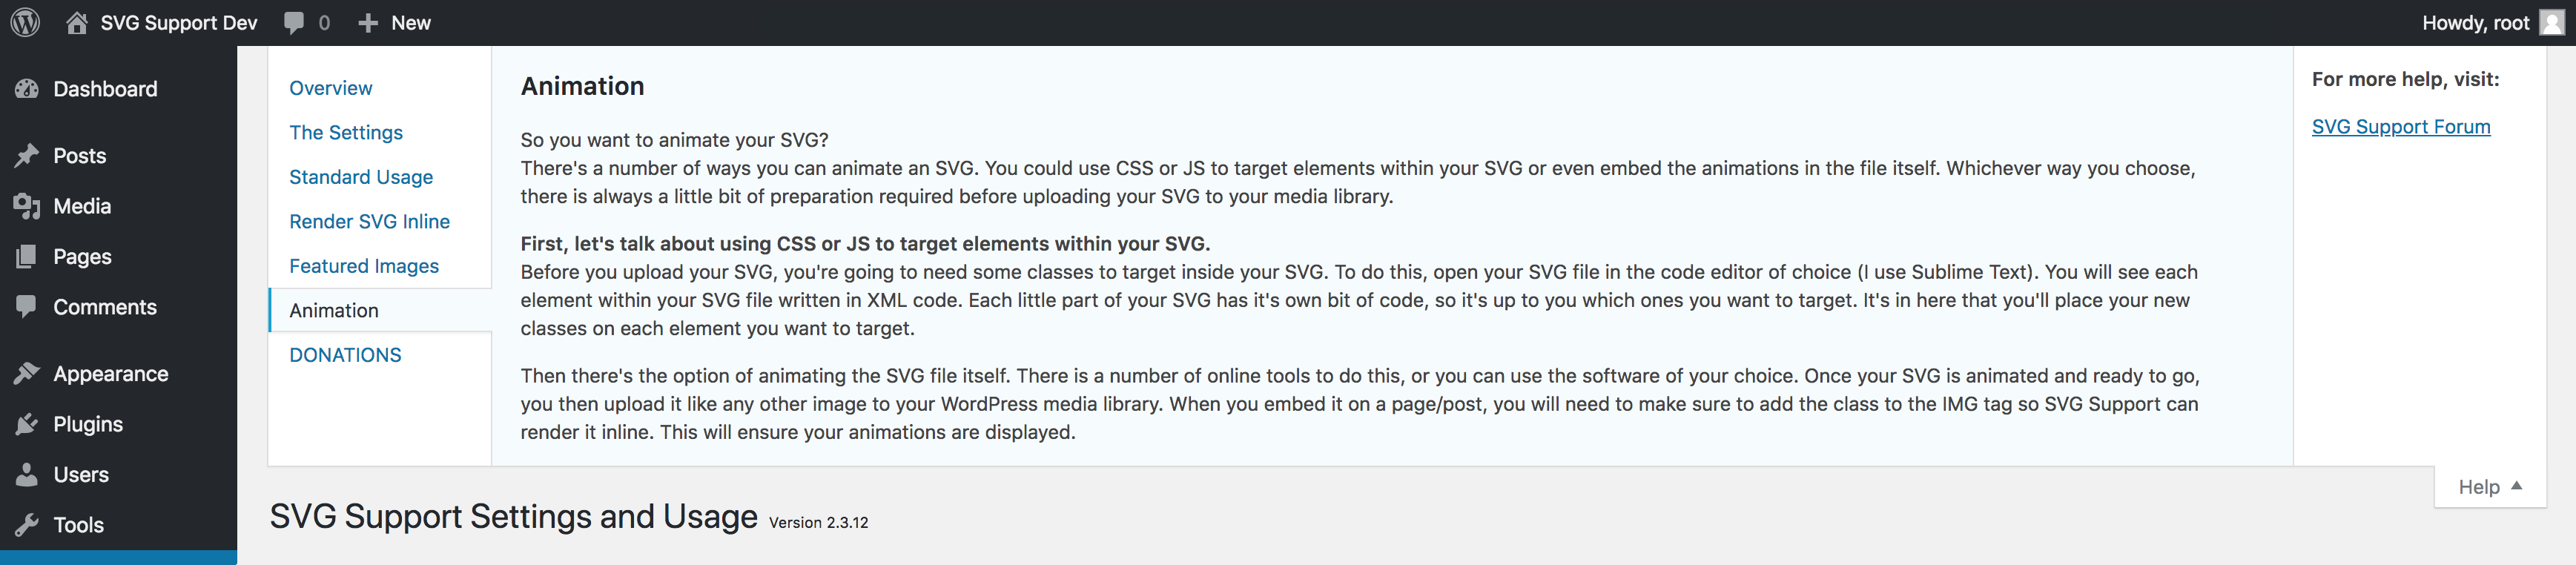 SVG Support Dev
0
New
Howdy, root
Dashboard
Posts
Media
Pages
Comments
Appearance
Plugins
Users
Tools
Overview
The Settings
Standard Usage
Render SVG Inline
Featured Images
Animation
DONATIONS
Animation
So you want to animate your SVG?
There's a number of ways you can animate an SVG. You could use CSS or JS to target elements within your SVG or even embed the animations in the file itself. Whichever way you choose,
there is always a little bit of preparation required before uploading your SVG to your media library.
First, let's talk about using CSS or JS to target elements within your SVG.
Before you upload your SVG, you're going to need some classes to target inside your SVG. To do this, open your SVG file in the code editor of choice (I use Sublime Text). You will see each
element within your SVG file written in XML code. Each little part of your SVG has it's own bit of code, so it's up to you which ones you want to target. It's in here that you'll place your new
classes on each element you want to target.
Then there's the option of animating the SVG file itself. There is a number of online tools to do this, or you can use the software of your choice. Once your SVG is animated and ready to go,
you then upload it like any other image to your WordPress media library. When you embed it on a page/post, you will need to make sure to add the class to the IMG tag so SVG Support can
render it inline. This will ensure your animations are displayed.
For more help, visit:
SVG Support Forum
Help
SVG Support Settings and Usage Version 2.3.12